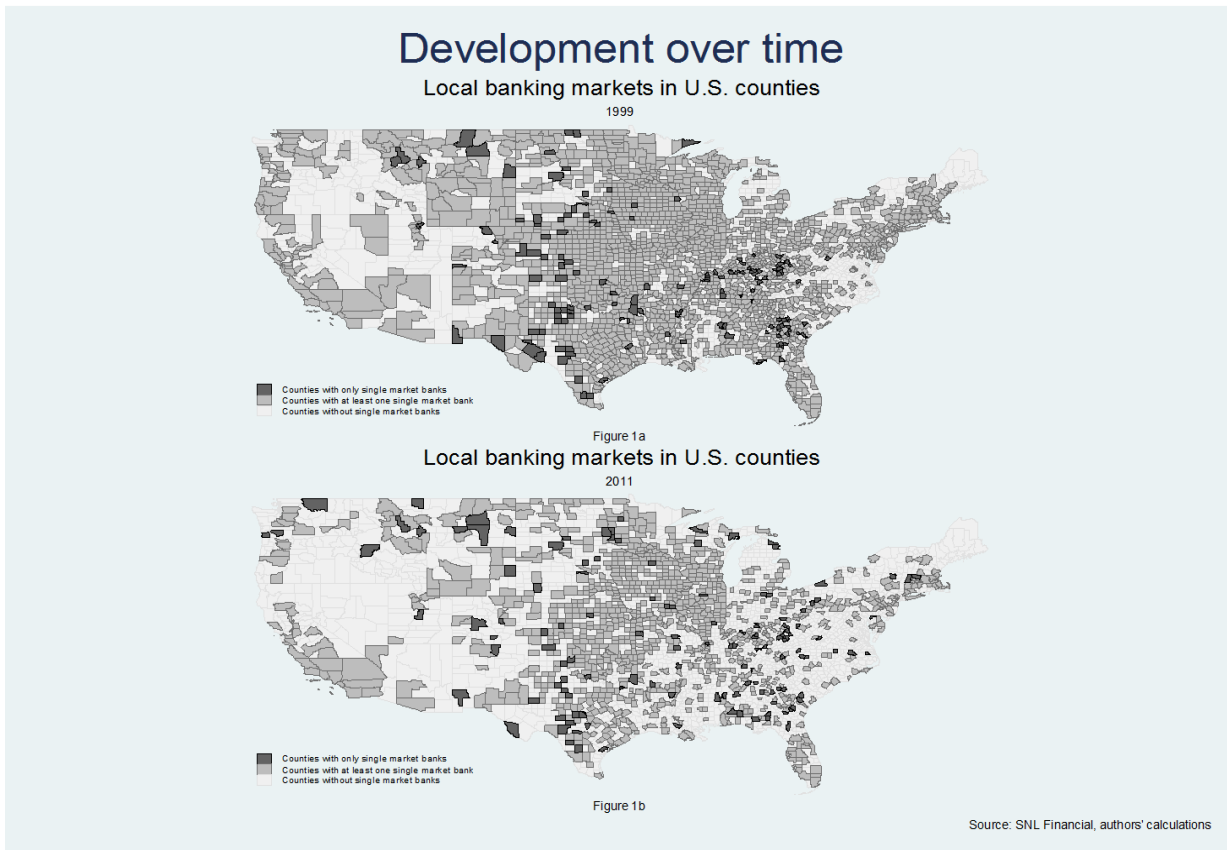 Development over time
Local banking markets in U.S. counties
1999
Counties with only single market banks
Counties with at least one single market bank
Counties without single market banks
Figure 1a
Local banking markets in U.S. counties
2011
Counties with only single market banks
Counties with at least one single market bank
Counties without single market banks
Figure 1b
Source: SNL Financial, authors' calculations